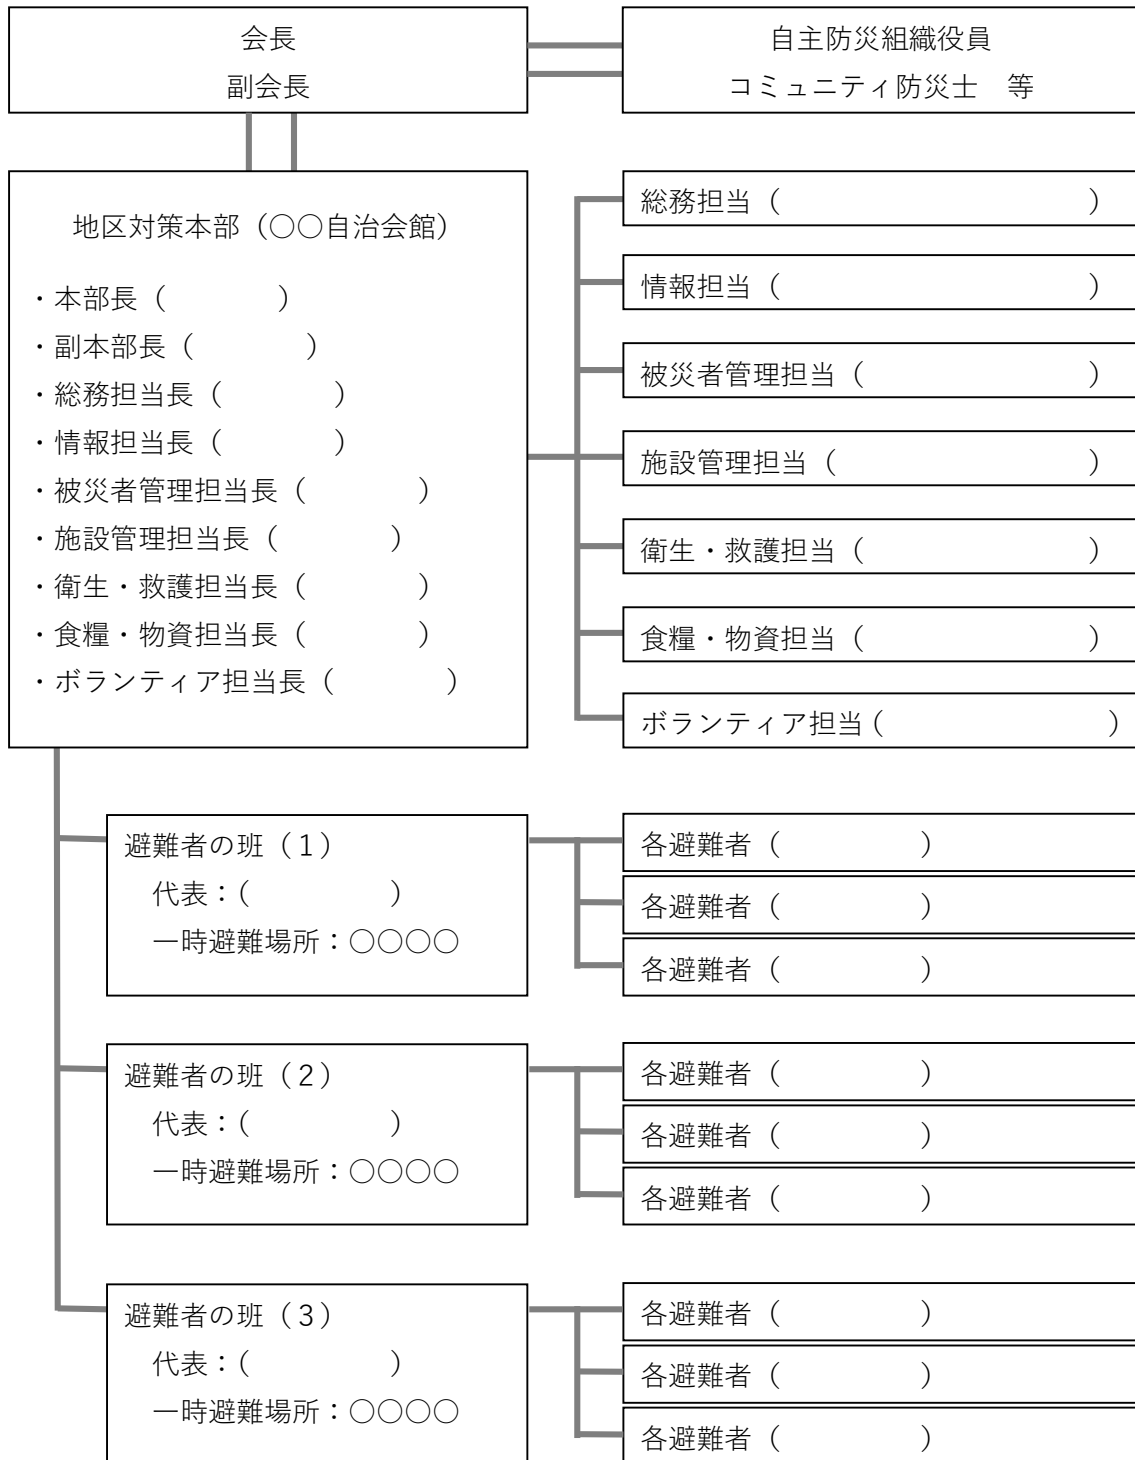 会長
副会長
自主防災組織役員
コミュニティ防災士　等
地区対策本部（○○自治会館）
・本部長（　　　　）
・副本部長（　　　　）
・総務担当長（　　　　）
・情報担当長（　　　　）
・被災者管理担当長（　　　　）
・施設管理担当長（　　　　）
・衛生・救護担当長（　　　　）
・食糧・物資担当長（　　　　）
・ボランティア担当長（　　　　）
総務担当（　　　　　　　　　　　）
情報担当（　　　　　　　　　　　）
被災者管理担当（　　　　　　　　）
施設管理担当（　　　　　　　　　）
衛生・救護担当（　　　　　　　　）
食糧・物資担当（　　　　　　　　）
ボランティア担当（　　　　　　　　）
避難者の班（１）
代表：（　　　　　）
一時避難場所：○○○○
各避難者（　　　　　）
各避難者（　　　　　）
各避難者（　　　　　）
避難者の班（２）
代表：（　　　　　）
一時避難場所：○○○○
各避難者（　　　　　）
各避難者（　　　　　）
各避難者（　　　　　）
避難者の班（３）
代表：（　　　　　）
一時避難場所：○○○○
各避難者（　　　　　）
各避難者（　　　　　）
各避難者（　　　　　）